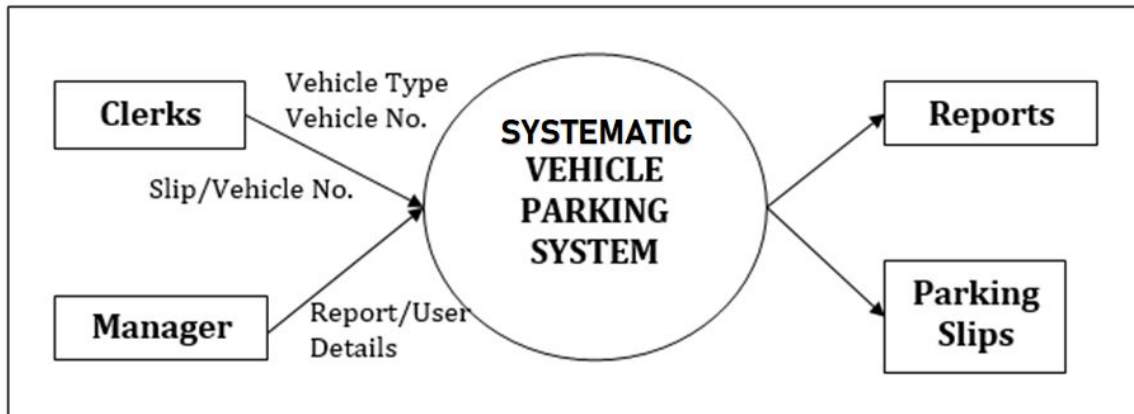 Clerks
Vehicle Type
Vehicle No.
Slip/Vehicle No.
Manager
Report/User
Details
SYSTEMATIC
VEHICLE
PARKING
SYSTEM
Reports
Parking
Slips